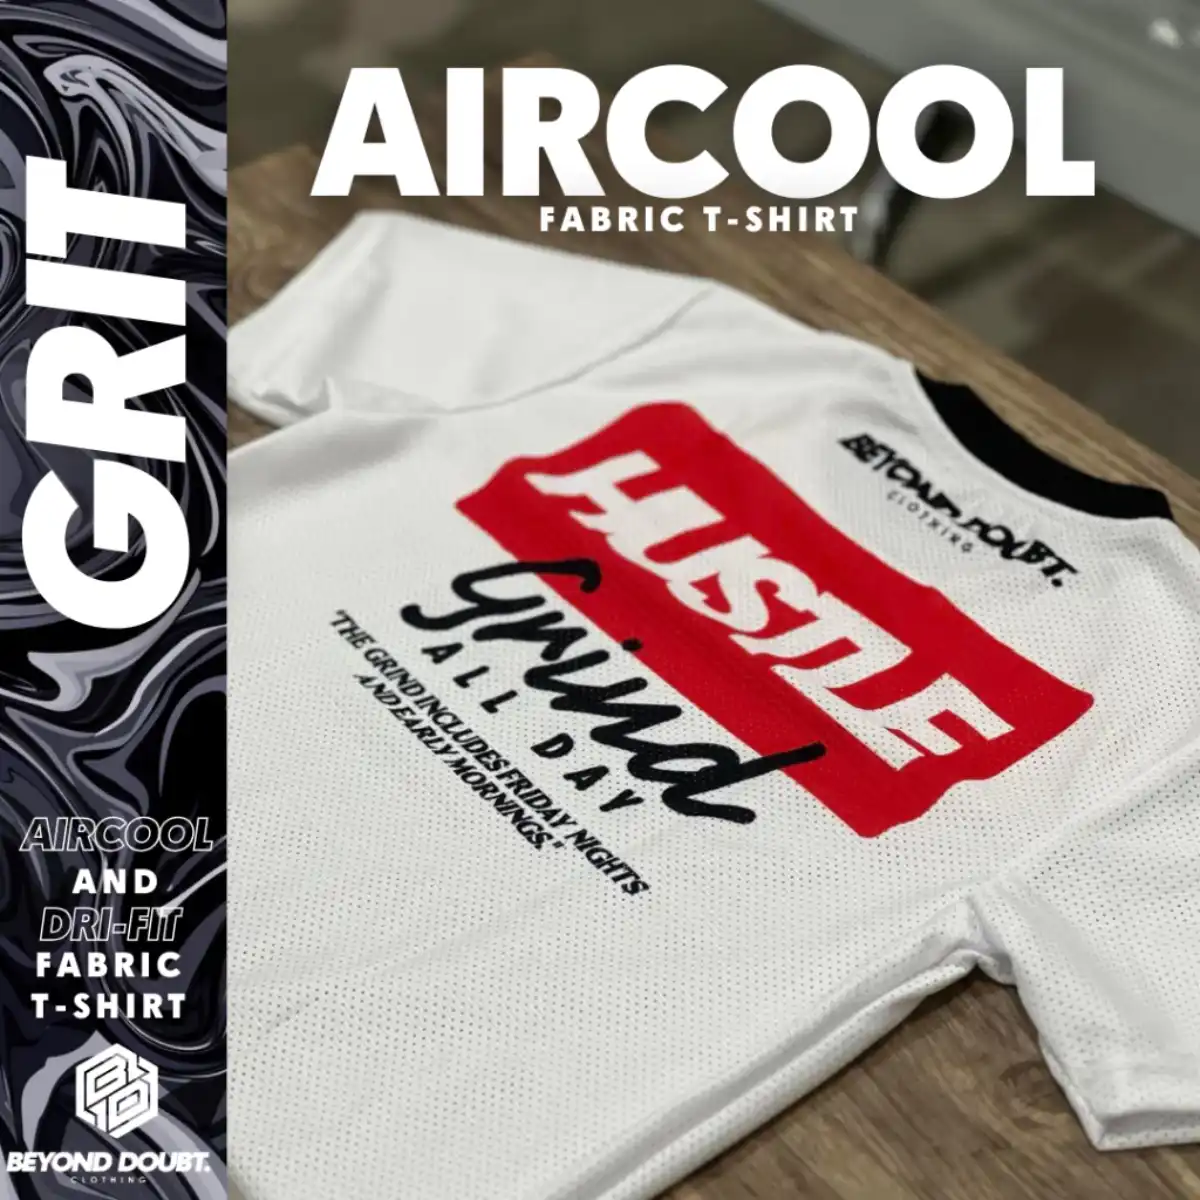 GRIT
AIRCOOL
AND
DRI-FIT
FABRIC
T-SHIRT
BEYOND DOUBT.
CLOTHING
AIRCOOL
FABRIC T-SHIRT
BEYOND DOUBT.
CLOTHING
HUSTLE
Grind
ALL DAY
"THE GRIND INCLUDES FRIDAY NIGHTS
AND EARLY MORNINGS."